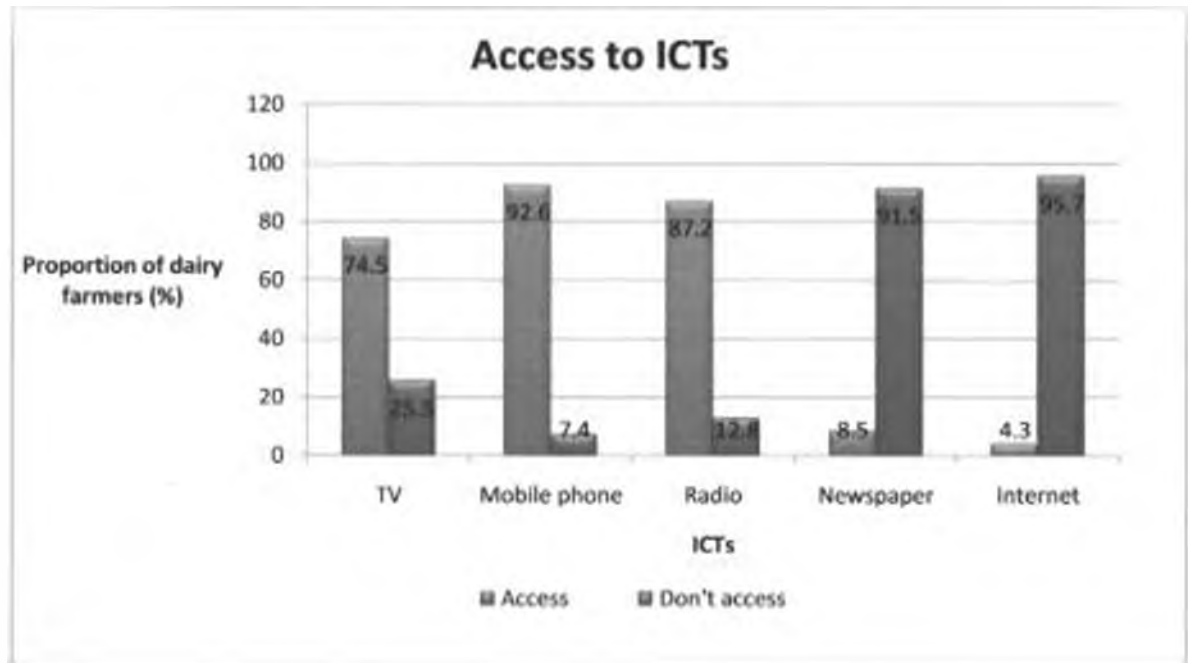 Access to ICTs
120
100
80
60
40
20
0
Proportion of dairy
farmers (%)
74.5
25.5
92.6
7.4
87.2
12.8
8.5
91.5
4.3
95.7
TV
Mobile phone
Radio
Newspaper
Internet
ICTs
Access
Don't access